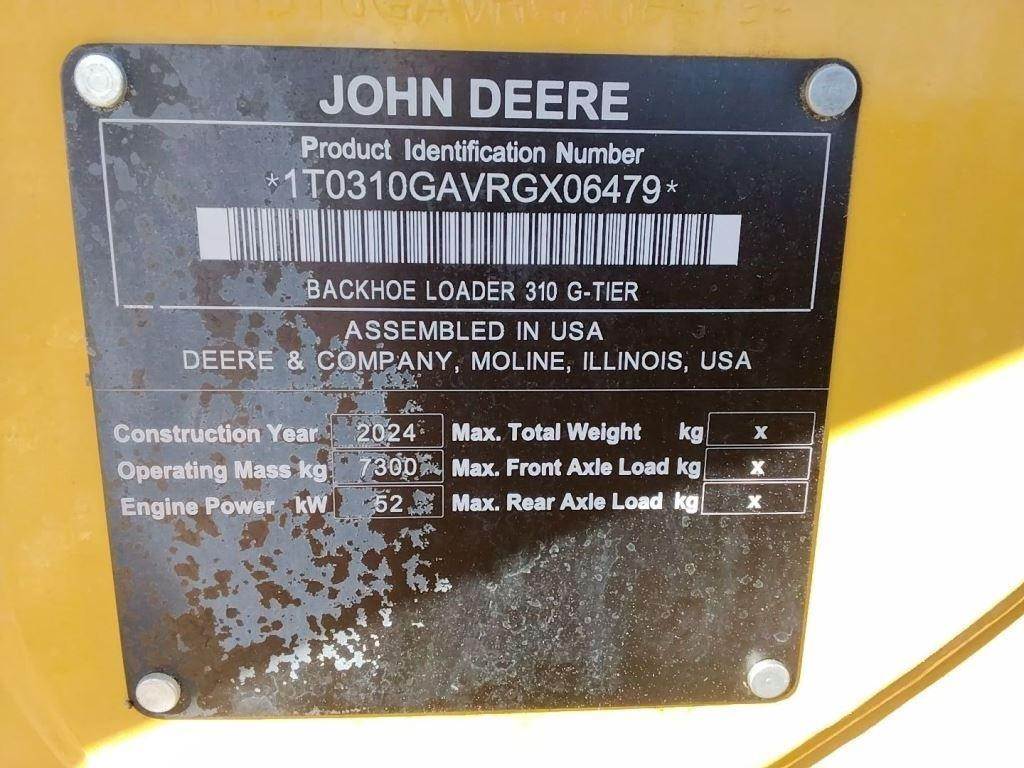 JOHN DEERE
Product Identification Number
*1T0310GAVRGX06479*
BACKHOE LOADER 310 G-TIER
ASSEMBLED IN USA
DEERE & COMPANY, MOLINE, ILLINOIS, USA
Construction Year 2024 Max. Total Weight kg x
Operating Mass kg 7300 Max. Front Axle Load kg x
Engine Power kW 52 Max. Rear Axle Load kg x